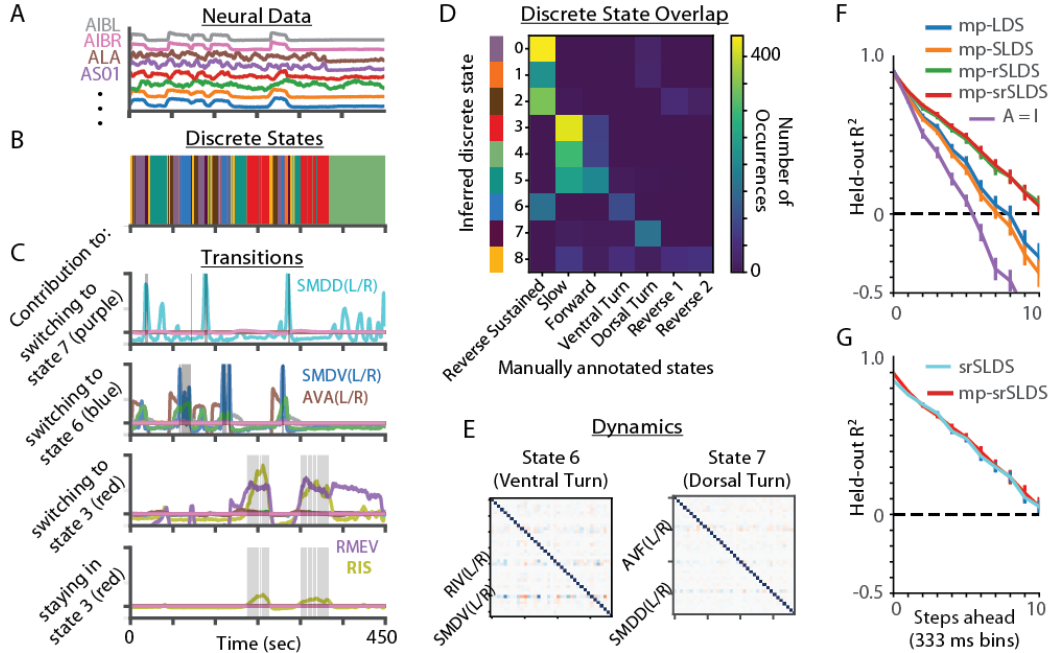 A
Neural Data
AIBL
AIBR
ALA
AS01
B
Discrete States
C
Transitions
Contribution to:
switching to
state 7 (purple)
SMDD(L/R)
switching to
state 6 (blue)
SMDV(L/R)
AVA(L/R)
switching to
state 3 (red)
staying in
state 3 (red)
RMEV
RIS
0
450
Time (sec)
D
Discrete State Overlap
Inferred discrete state
0
1
2
3
4
5
6
7
8
Reverse Sustained
Slow
Forward
Ventral Turn
Dorsal Turn
Reverse 1
Reverse 2
Manually annotated states
400
0
Number of
Occurrences
E
Dynamics
State 6
(Ventral Turn)
RIV(L/R)
SMDV(L/R)
State 7
(Dorsal Turn)
AVF(L/R)
SMDD(L/R)
F
mp-LDS
mp-SLDS
mp-rSLDS
mp-srSLDS
A = I
Held-out R²
1.0
0
-0.5
0
10
G
srSLDS
mp-srSLDS
Held-out R²
1.0
0
-0.5
0
10
Steps ahead
(333 ms bins)